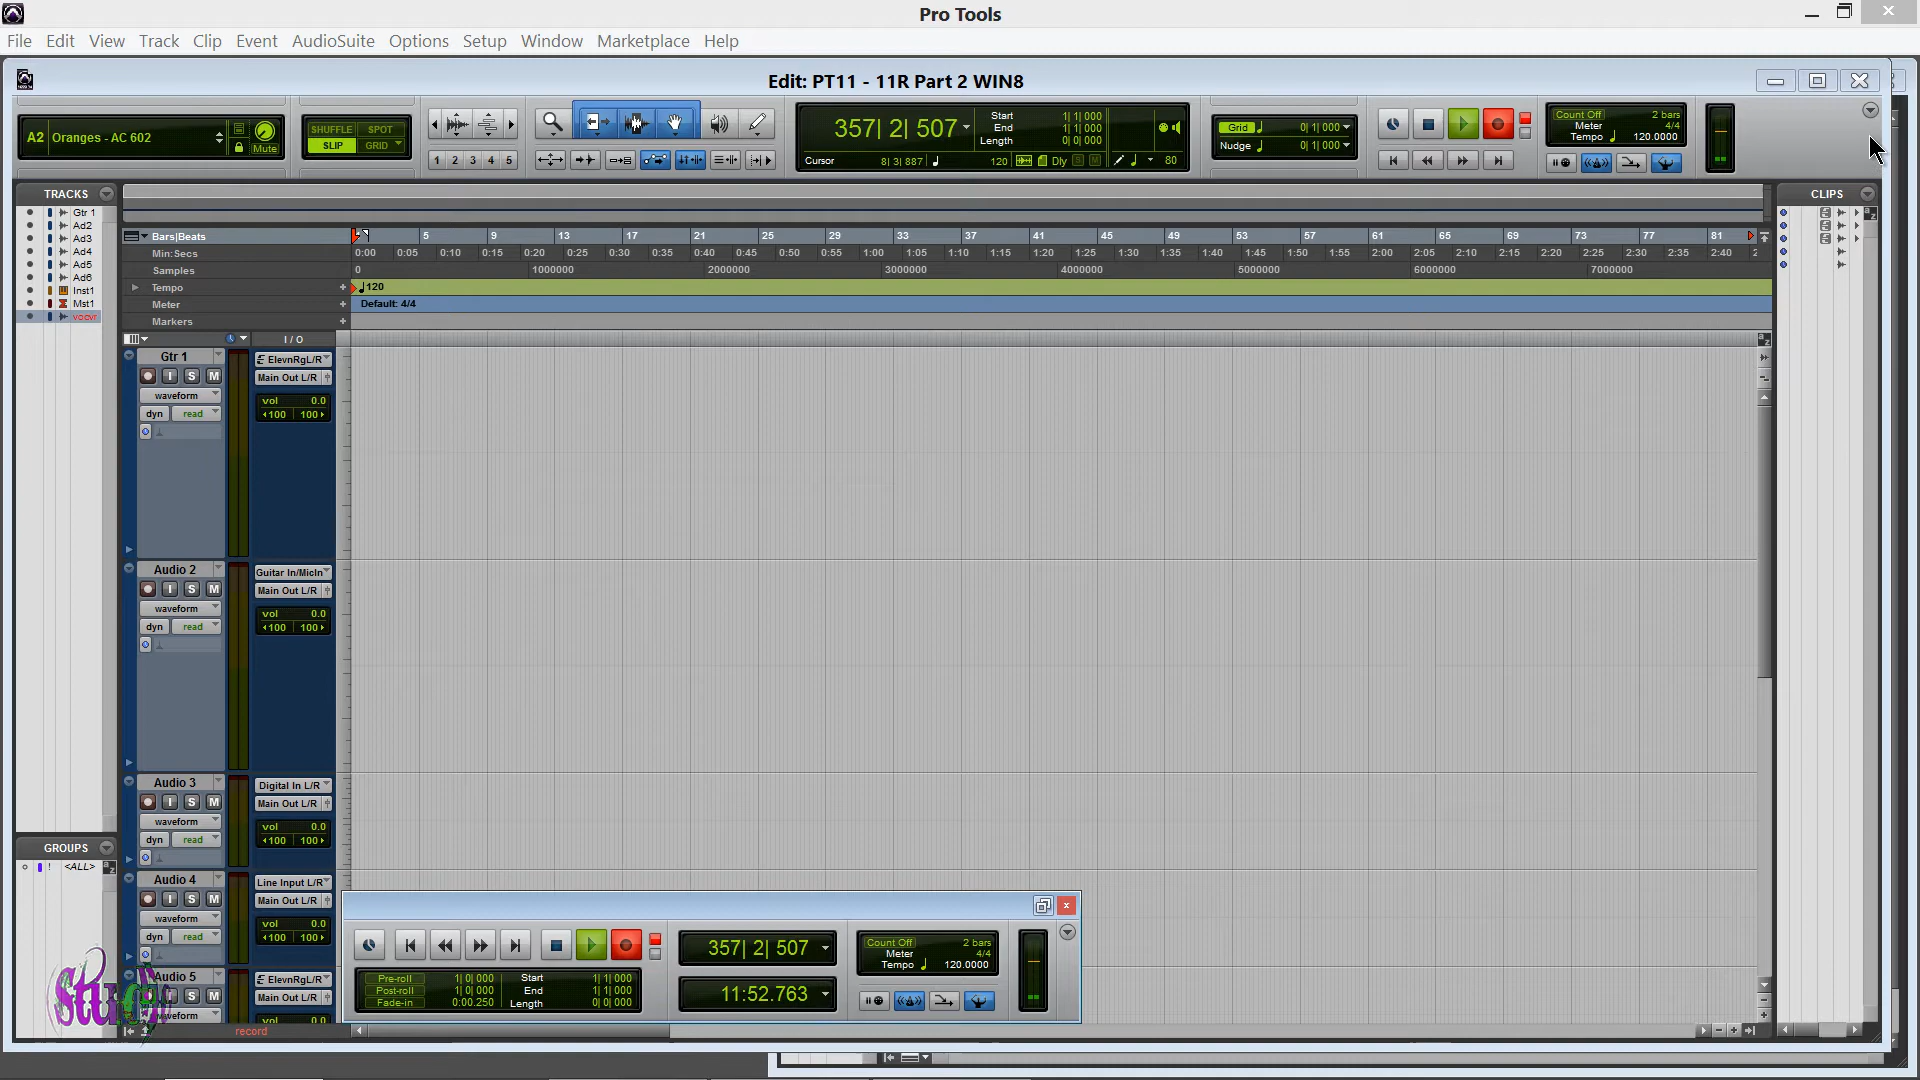 Pro Tools
File Edit View Track Clip Event AudioSuite Options Setup Window Marketplace Help
Edit: PT11 - 11R Part 2 WIN8
A2 Oranges - AC 602
Mute
SHUFFLE SPOT
SLIP GRID
1 2 3 4 5
357| 2| 507
Start 1| 1| 000
End 1| 1| 000
Length 0| 0| 000
Cursor 8| 3| 887 120 Dly S M 80
Grid 0| 1| 000
Nudge 0| 1| 000
Count Off 2 bars
Meter 4/4
Tempo 120.0000
TRACKS
Gtr 1
Ad2
Ad3
Ad4
Ad5
Ad6
Inst1
Mst1
CLIPS
Bars|Beats 5 9 13 17 21 25 29 33 37 41 45 49 53 57 61 65 69 73 77 81
Min:Secs 0:00 0:05 0:10 0:15 0:20 0:25 0:30 0:35 0:40 0:45 0:50 0:55 1:00 1:05 1:10 1:15 1:20 1:25 1:30 1:35 1:40 1:45 1:50 1:55 2:00 2:05 2:10 2:15 2:20 2:25 2:30 2:35 2:40 2
Samples 0 1000000 2000000 3000000 4000000 5000000 6000000 7000000
Tempo 120
Meter Default: 4/4
Markers
I / O
Gtr 1
ElevnRgL/R
I S M
Main Out L/R
waveform
vol 0.0
dyn read
100 100
Audio 2
Guitar In/MicIn
I S M
Main Out L/R
waveform
vol 0.0
dyn read
100 100
Audio 3
Digital In L/R
I S M
Main Out L/R
waveform
vol 0.0
dyn read
100 100
GROUPS
! <ALL>
Audio 4
Line Input L/R
I S M
Main Out L/R
waveform
vol 0.0
dyn read
100 100
Audio 5
ElevnRgL/R
S M
Main Out L/R
record
357| 2| 507
Count Off 2 bars
Meter 4/4
Tempo 120.0000
Pre-roll 1| 0| 000
Post-roll 1| 0| 000
Fade-in 0:00.250
Start 1| 1| 000
End 1| 1| 000
Length 0| 0| 000
11:52.763